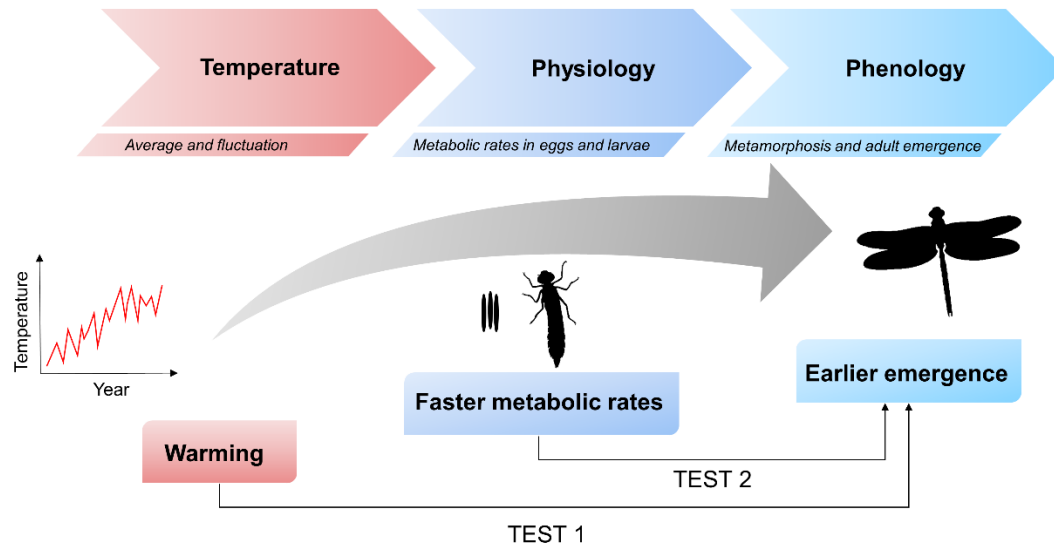 Temperature
Physiology
Phenology
Average and fluctuation
Metabolic rates in eggs and larvae
Metamorphosis and adult emergence
Temperature
Year
Warming
Faster metabolic rates
Earlier emergence
TEST 2
TEST 1